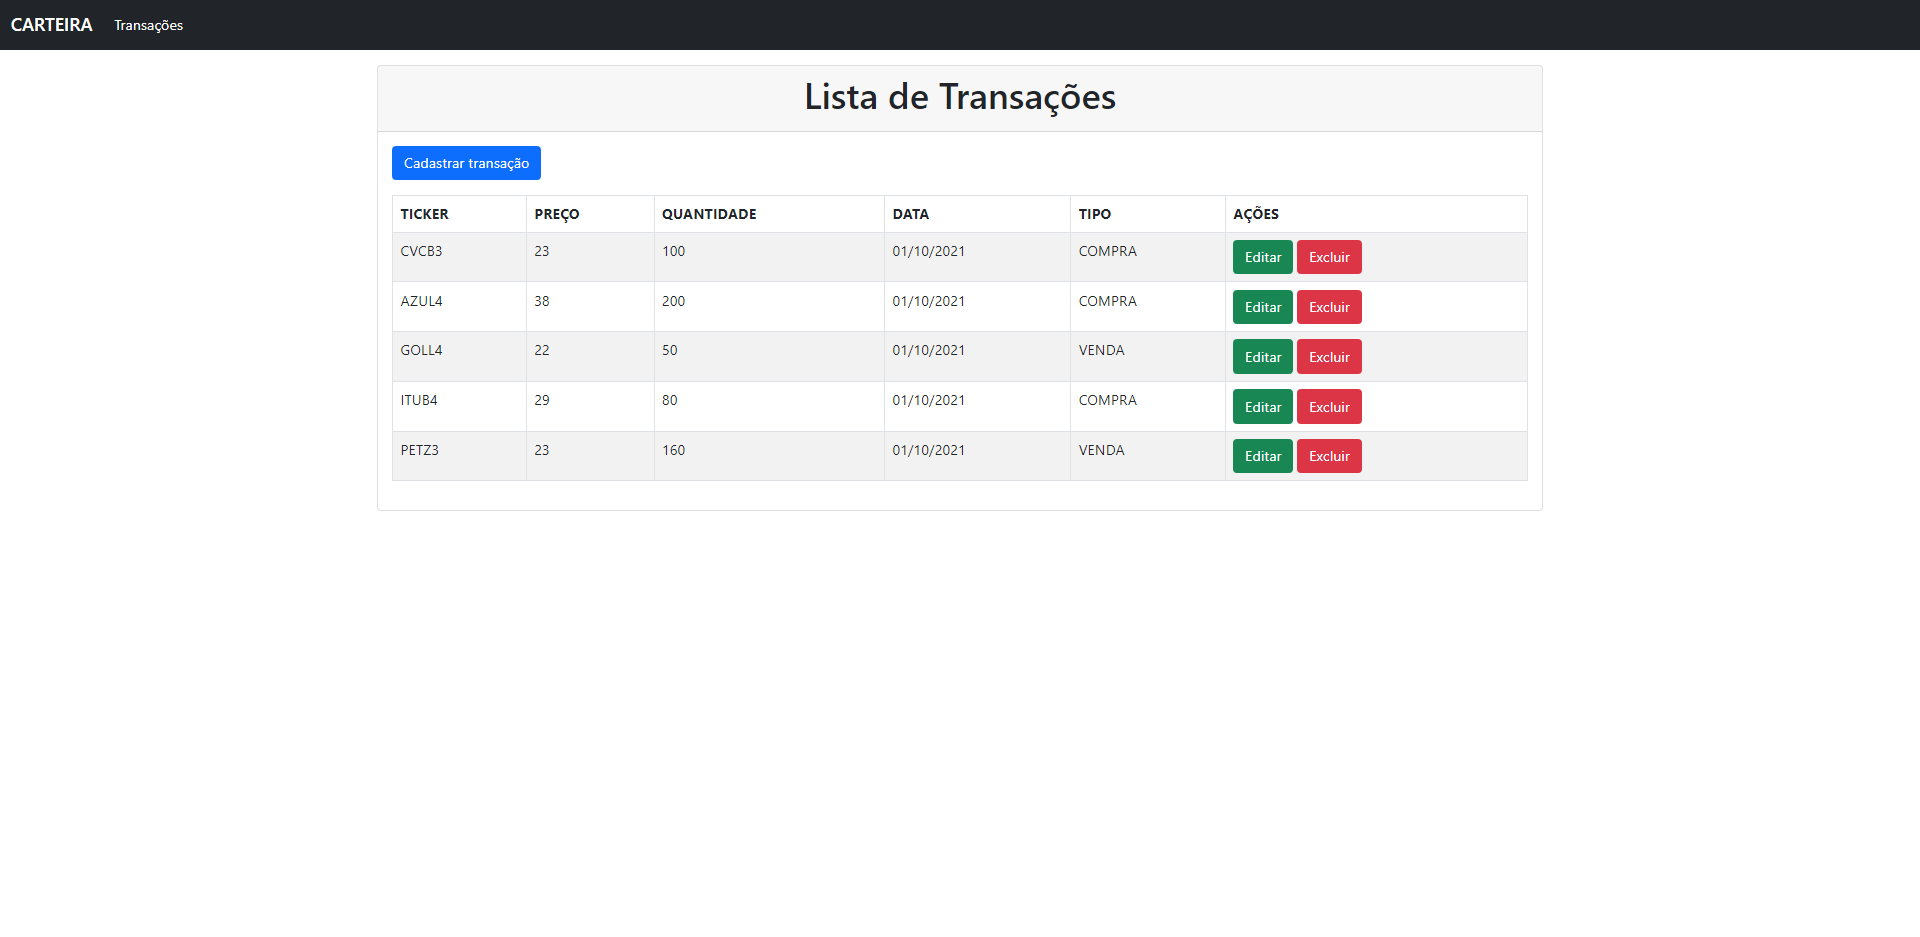 CARTEIRA Transações
Lista de Transações
Cadastrar transação
TICKER PREÇO QUANTIDADE DATA TIPO AÇÕES
CVCB3 23 100 01/10/2021 COMPRA Editar Excluir
AZUL4 38 200 01/10/2021 COMPRA Editar Excluir
GOLL4 22 50 01/10/2021 VENDA Editar Excluir
ITUB4 29 80 01/10/2021 COMPRA Editar Excluir
PETZ3 23 160 01/10/2021 VENDA Editar Excluir